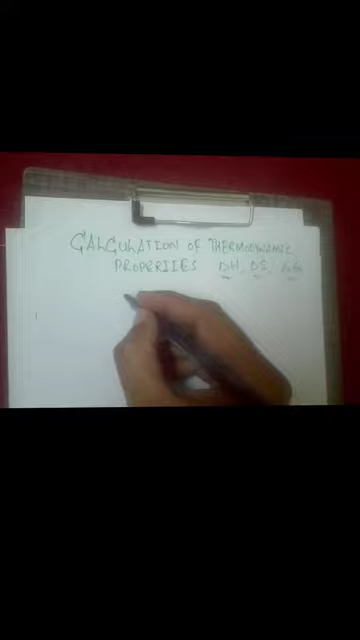 CALCULATION OF THERMODYNAMIC
PROPERTIES ΔH, ΔS, ΔG